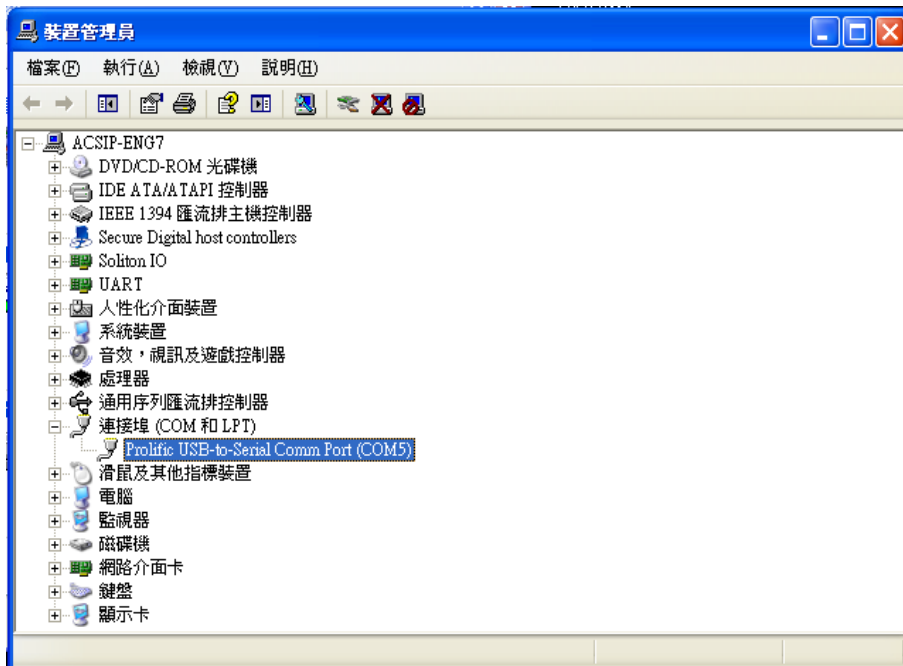 裝置管理員
檔案(F) 執行(A) 檢視(V) 說明(H)
ACSIP-ENG7
DVD/CD-ROM 光碟機
IDE ATA/ATAPI 控制器
IEEE 1394 匯流排主機控制器
Secure Digital host controllers
Soliton IO
UART
人性化介面裝置
系統裝置
音效，視訊及遊戲控制器
處理器
通用序列匯流排控制器
連接埠 (COM 和 LPT)
Prolific USB-to-Serial Comm Port (COM5)
滑鼠及其他指標裝置
電腦
監視器
磁碟機
網路介面卡
鍵盤
顯示卡